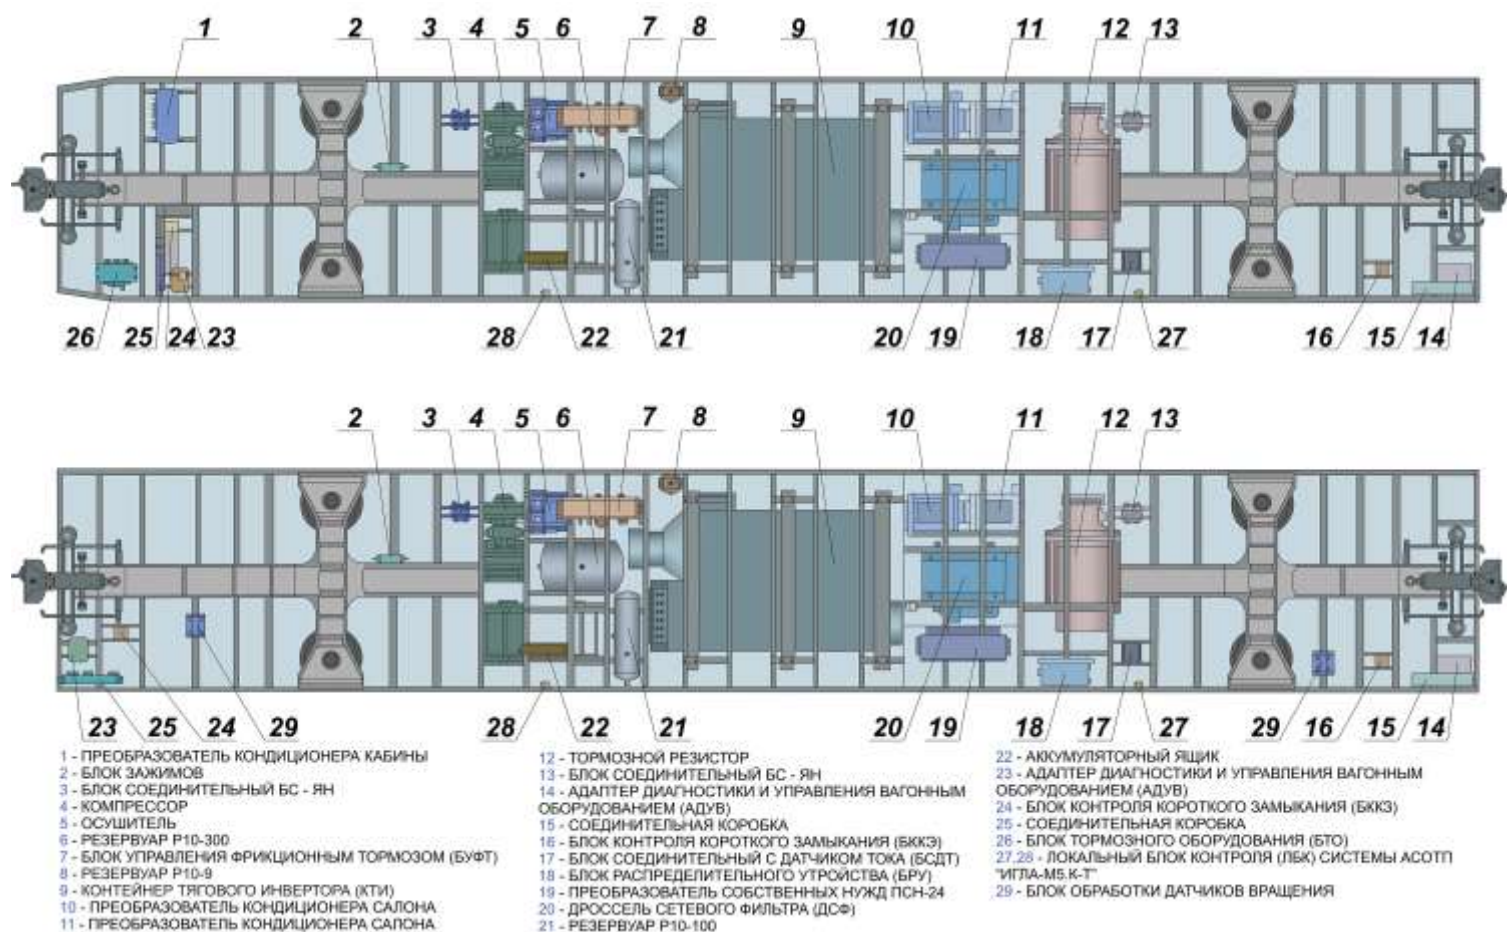 1 2 3 4 5 6 7 8 9 10 11 12 13
26 25 24 23 28 22 21 20 19 18 17 27 16 15 14
2 3 4 5 6 7 8 9 10 11 12 13
23 25 24 29 28 22 21 20 19 18 17 27 29 16 15 14
1 - ПРЕОБРАЗОВАТЕЛЬ КОНДИЦИОНЕРА КАБИНЫ
2 - БЛОК ЗАЖИМОВ
3 - БЛОК СОЕДИНИТЕЛЬНЫЙ БС - ЯН
4 - КОМПРЕССОР
5 - ОСУШИТЕЛЬ
6 - РЕЗЕРВУАР Р10-300
7 - БЛОК УПРАВЛЕНИЯ ФРИКЦИОННЫМ ТОРМОЗОМ (БУФТ)
8 - РЕЗЕРВУАР Р10-9
9 - КОНТЕЙНЕР ТЯГОВОГО ИНВЕРТОРА (КТИ)
10 - ПРЕОБРАЗОВАТЕЛЬ КОНДИЦИОНЕРА САЛОНА
11 - ПРЕОБРАЗОВАТЕЛЬ КОНДИЦИОНЕРА САЛОНА
12 - ТОРМОЗНОЙ РЕЗИСТОР
13 - БЛОК СОЕДИНИТЕЛЬНЫЙ БС - ЯН
14 - АДАПТЕР ДИАГНОСТИКИ И УПРАВЛЕНИЯ ВАГОННЫМ
ОБОРУДОВАНИЕМ (АДУВ)
15 - СОЕДИНИТЕЛЬНАЯ КОРОБКА
16 - БЛОК КОНТРОЛЯ КОРОТКОГО ЗАМЫКАНИЯ (БККЭ)
17 - БЛОК СОЕДИНИТЕЛЬНЫЙ С ДАТЧИКОМ ТОКА (БСДТ)
18 - БЛОК РАСПРЕДЕЛИТЕЛЬНОГО УТРОЙСТВА (БРУ)
19 - ПРЕОБРАЗОВАТЕЛЬ СОБСТВЕННЫХ НУЖД ПСН-24
20 - ДРОССЕЛЬ СЕТЕВОГО ФИЛЬТРА (ДСФ)
21 - РЕЗЕРВУАР Р10-100
22 - АККУМУЛЯТОРНЫЙ ЯЩИК
23 - АДАПТЕР ДИАГНОСТИКИ И УПРАВЛЕНИЯ ВАГОННЫМ
ОБОРУДОВАНИЕМ (АДУВ)
24 - БЛОК КОНТРОЛЯ КОРОТКОГО ЗАМЫКАНИЯ (БККЗ)
25 - СОЕДИНИТЕЛЬНАЯ КОРОБКА
26 - БЛОК ТОРМОЗНОГО ОБОРУДОВАНИЯ (БТО)
27,28 - ЛОКАЛЬНЫЙ БЛОК КОНТРОЛЯ (ЛБК) СИСТЕМЫ АСОТП
"ИГЛА-М5.К-Т"
29 - БЛОК ОБРАБОТКИ ДАТЧИКОВ ВРАЩЕНИЯ